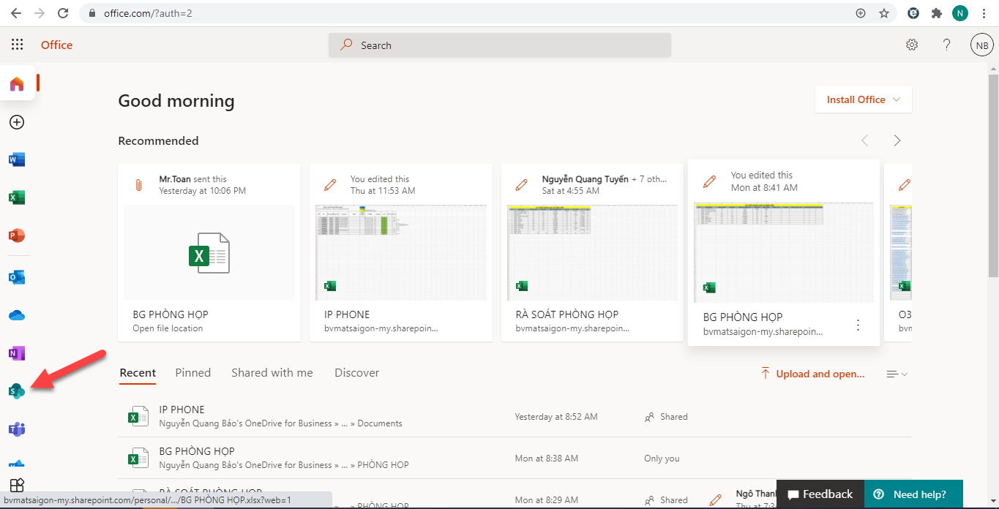 office.com/?auth=2
N
Office
Search
?
NB
Good morning
Install Office
Recommended
Mr.Toan sent this
Yesterday at 10:06 PM
BG PHÒNG HỌP
Open file location
You edited this
Thu at 11:53 AM
IP PHONE
bvmatsaigon-my.sharepoin...
Nguyễn Quang Tuyến + 7 oth...
Sat at 4:55 AM
RÀ SOÁT PHÒNG HỌP
bvmatsaigon-my.sharepoin...
You edited this
Mon at 8:41 AM
BG PHÒNG HỌP
bvmatsaigon-my.sharepoin...
O3
bvn
Recent
Pinned
Shared with me
Discover
Upload and open...
IP PHONE
Nguyễn Quang Bảo's OneDrive for Business » ... » Documents
Yesterday at 8:52 AM
Shared
BG PHÒNG HỌP
Nguyễn Quang Bảo's OneDrive for Business » ... » PHÒNG HOP
Mon at 8:38 AM
Only you
RÀ SOÁT PHÒNG HỌP
» PHÒNG HOP
Mon at 8:29 AM
Shared
Ngô Thanh
Thu at 7:3
Feedback
Need help?
bvmatsaigon-my.sharepoint.com/personal/.../BG PHÒNG HỌP.xlsx?web=1